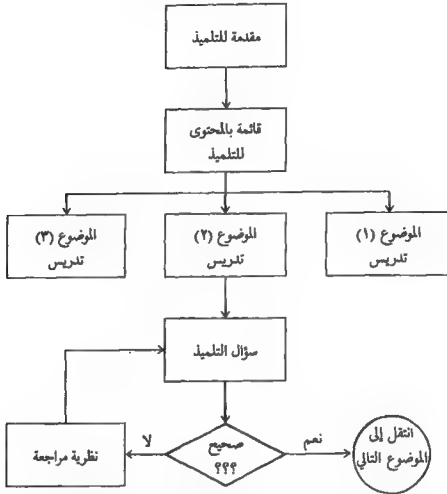 مقدمة للتلميذ
قائمة بالمحتوى
للتلميذ
الموضوع (١)
تدريس
الموضوع (٢)
تدريس
الموضوع (٣)
تدريس
سؤال التلميذ
صحيح
؟؟؟
نعم
انتقل إلى
الموضوع التالي
لا
نظرية مراجعة